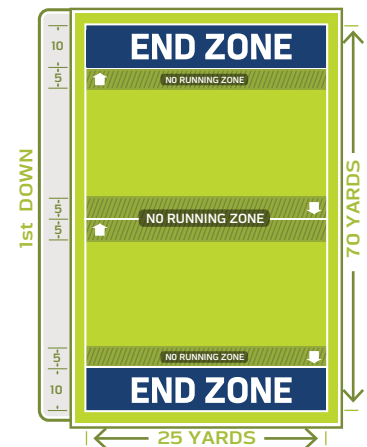 END ZONE
10
5
NO RUNNING ZONE
1st DOWN
5
5
NO RUNNING ZONE
70 YARDS
5
NO RUNNING ZONE
10
END ZONE
25 YARDS